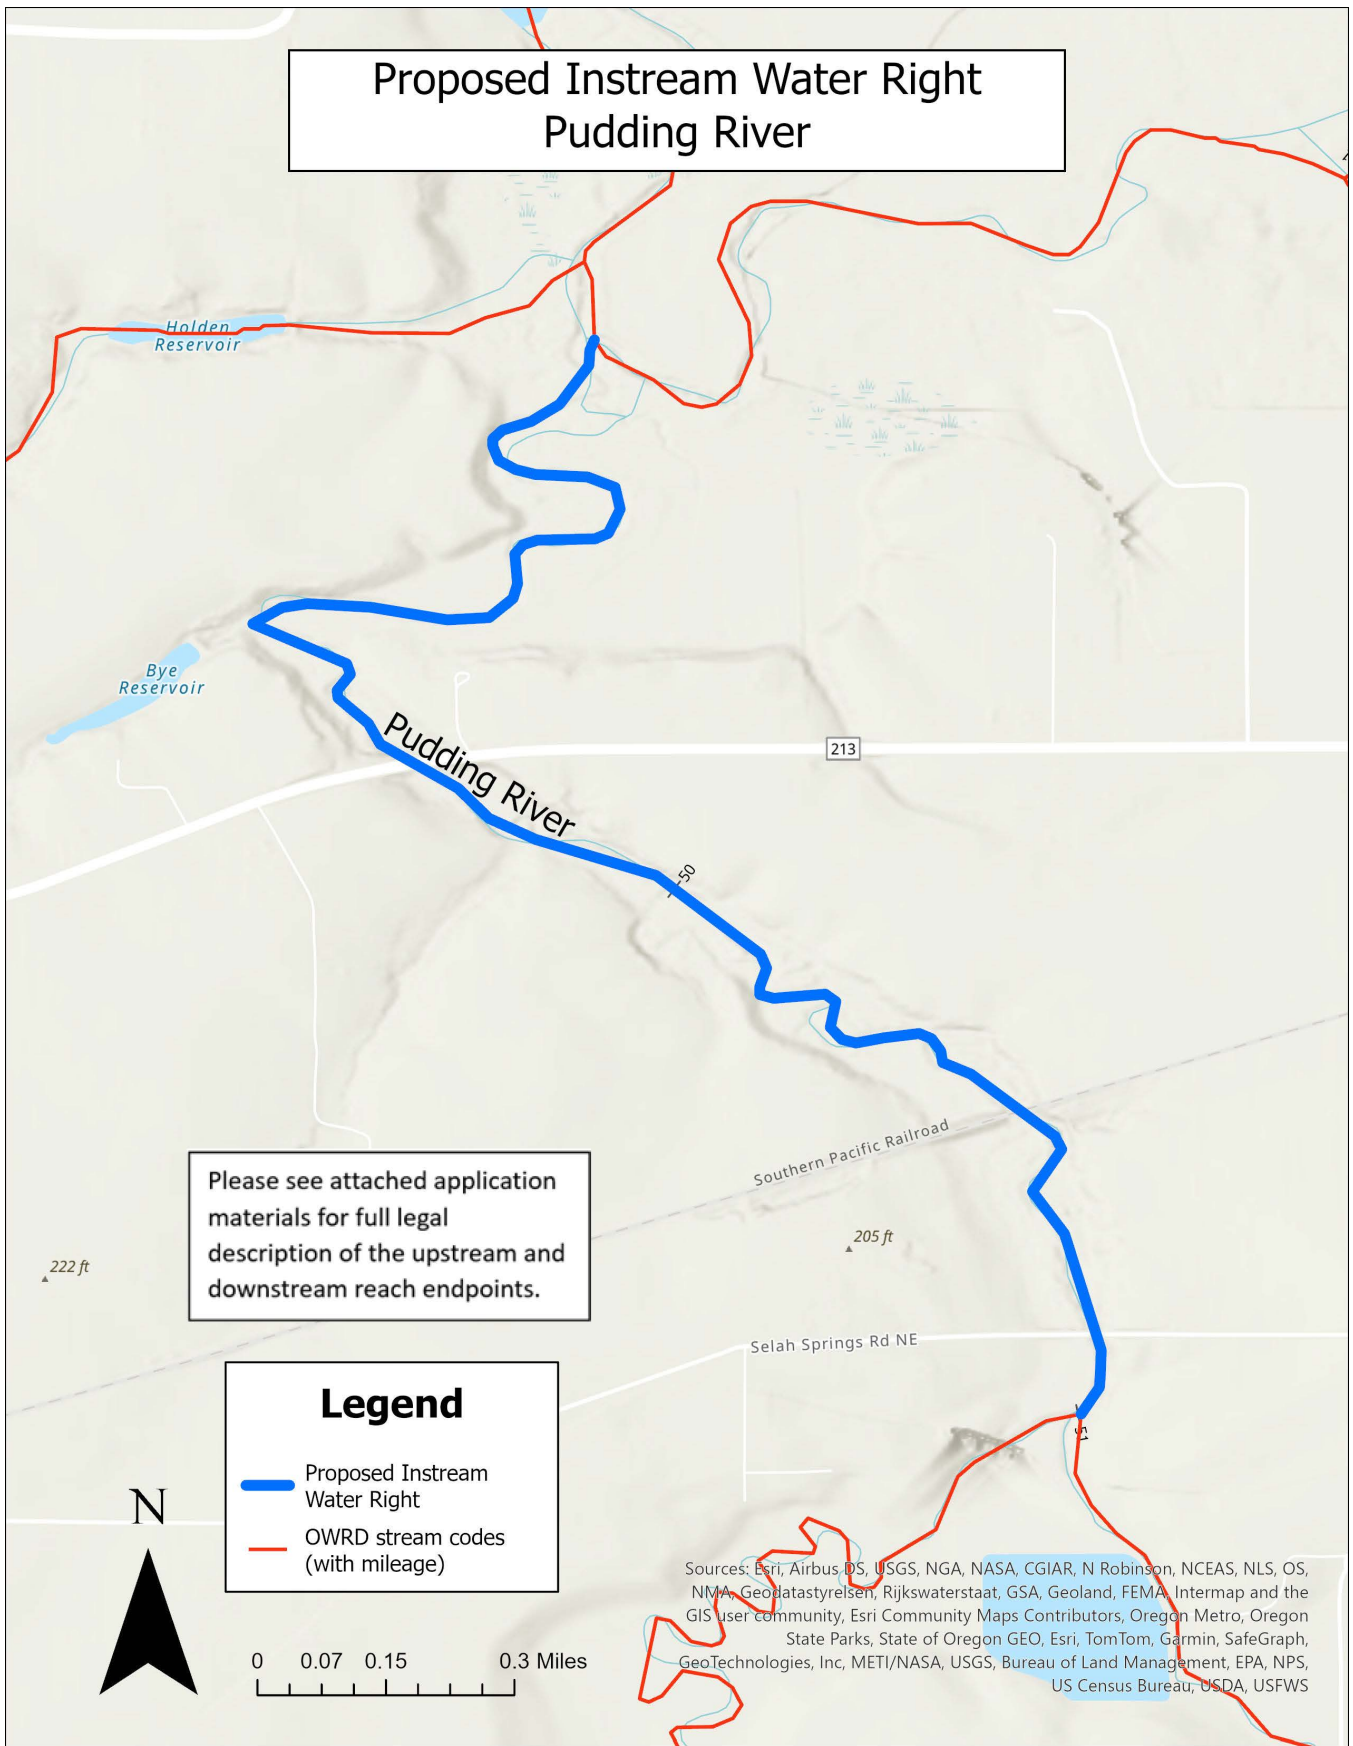 Proposed Instream Water Right
Pudding River
Holden
Reservoir
Bye
Reservoir
Pudding River
213
50
Southern Pacific Railroad
Please see attached application
materials for full legal
description of the upstream and
downstream reach endpoints.
222 ft
205 ft
Selah Springs Rd NE
51
Legend
Proposed Instream
Water Right
OWRD stream codes
(with mileage)
N
0 0.07 0.15 0.3 Miles
Sources: Esri, Airbus DS, USGS, NGA, NASA, CGIAR, N Robinson, NCEAS, NLS, OS,
NMA, Geodatastyrelsen, Rijkswaterstaat, GSA, Geoland, FEMA, Intermap and the
GIS user community, Esri Community Maps Contributors, Oregon Metro, Oregon
State Parks, State of Oregon GEO, Esri, TomTom, Garmin, SafeGraph,
GeoTechnologies, Inc, METI/NASA, USGS, Bureau of Land Management, EPA, NPS,
US Census Bureau, USDA, USFWS